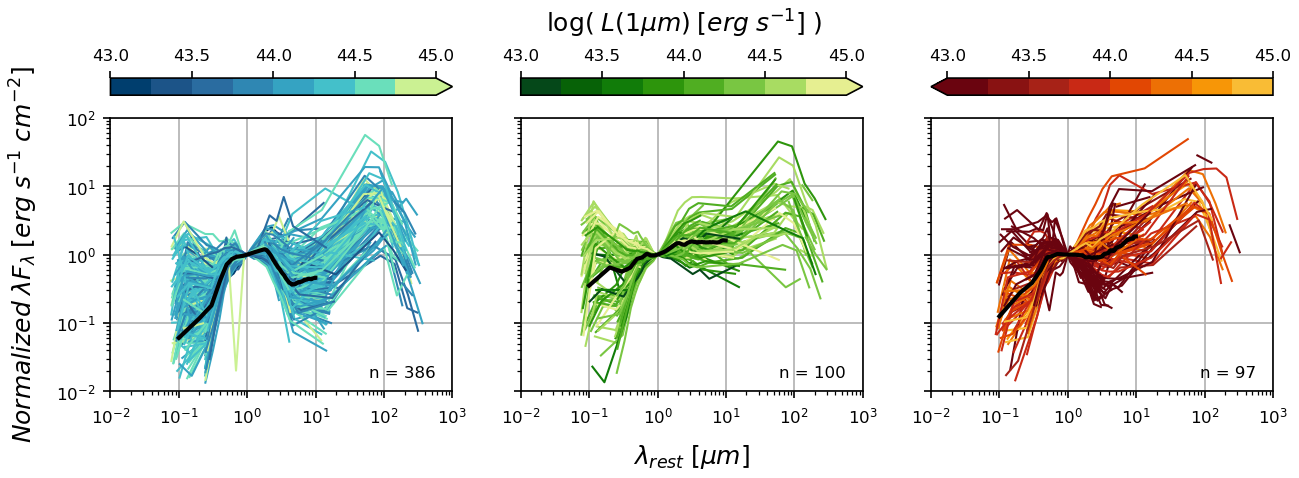 log( L(1μm) [erg s⁻¹] )
43.0 43.5 44.0 44.5 45.0
43.0 43.5 44.0 44.5 45.0
43.0 43.5 44.0 44.5 45.0
Normalized λF_λ [erg s⁻¹ cm⁻²]
10²
10¹
10⁰
10⁻¹
10⁻²
n = 386
n = 100
n = 97
10⁻² 10⁻¹ 10⁰ 10¹ 10² 10³
10⁻² 10⁻¹ 10⁰ 10¹ 10² 10³
10⁻² 10⁻¹ 10⁰ 10¹ 10² 10³
λ_rest [μm]